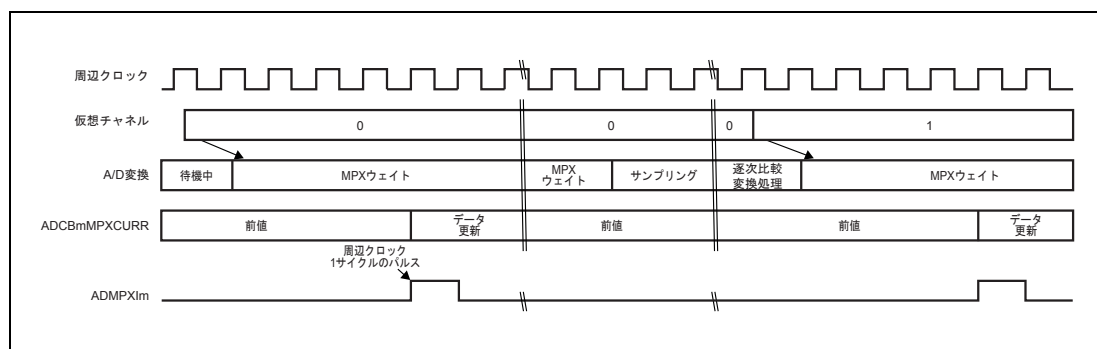 周辺クロック
仮想チャネル
0
0
0
1
A/D変換
待機中
MPXウェイト
MPX
ウェイト
サンプリング
逐次比較
変換処理
MPXウェイト
ADCBmMPXCURR
前値
データ
更新
前値
前値
データ
更新
周辺クロック
1サイクルのパルス
ADMPXIm